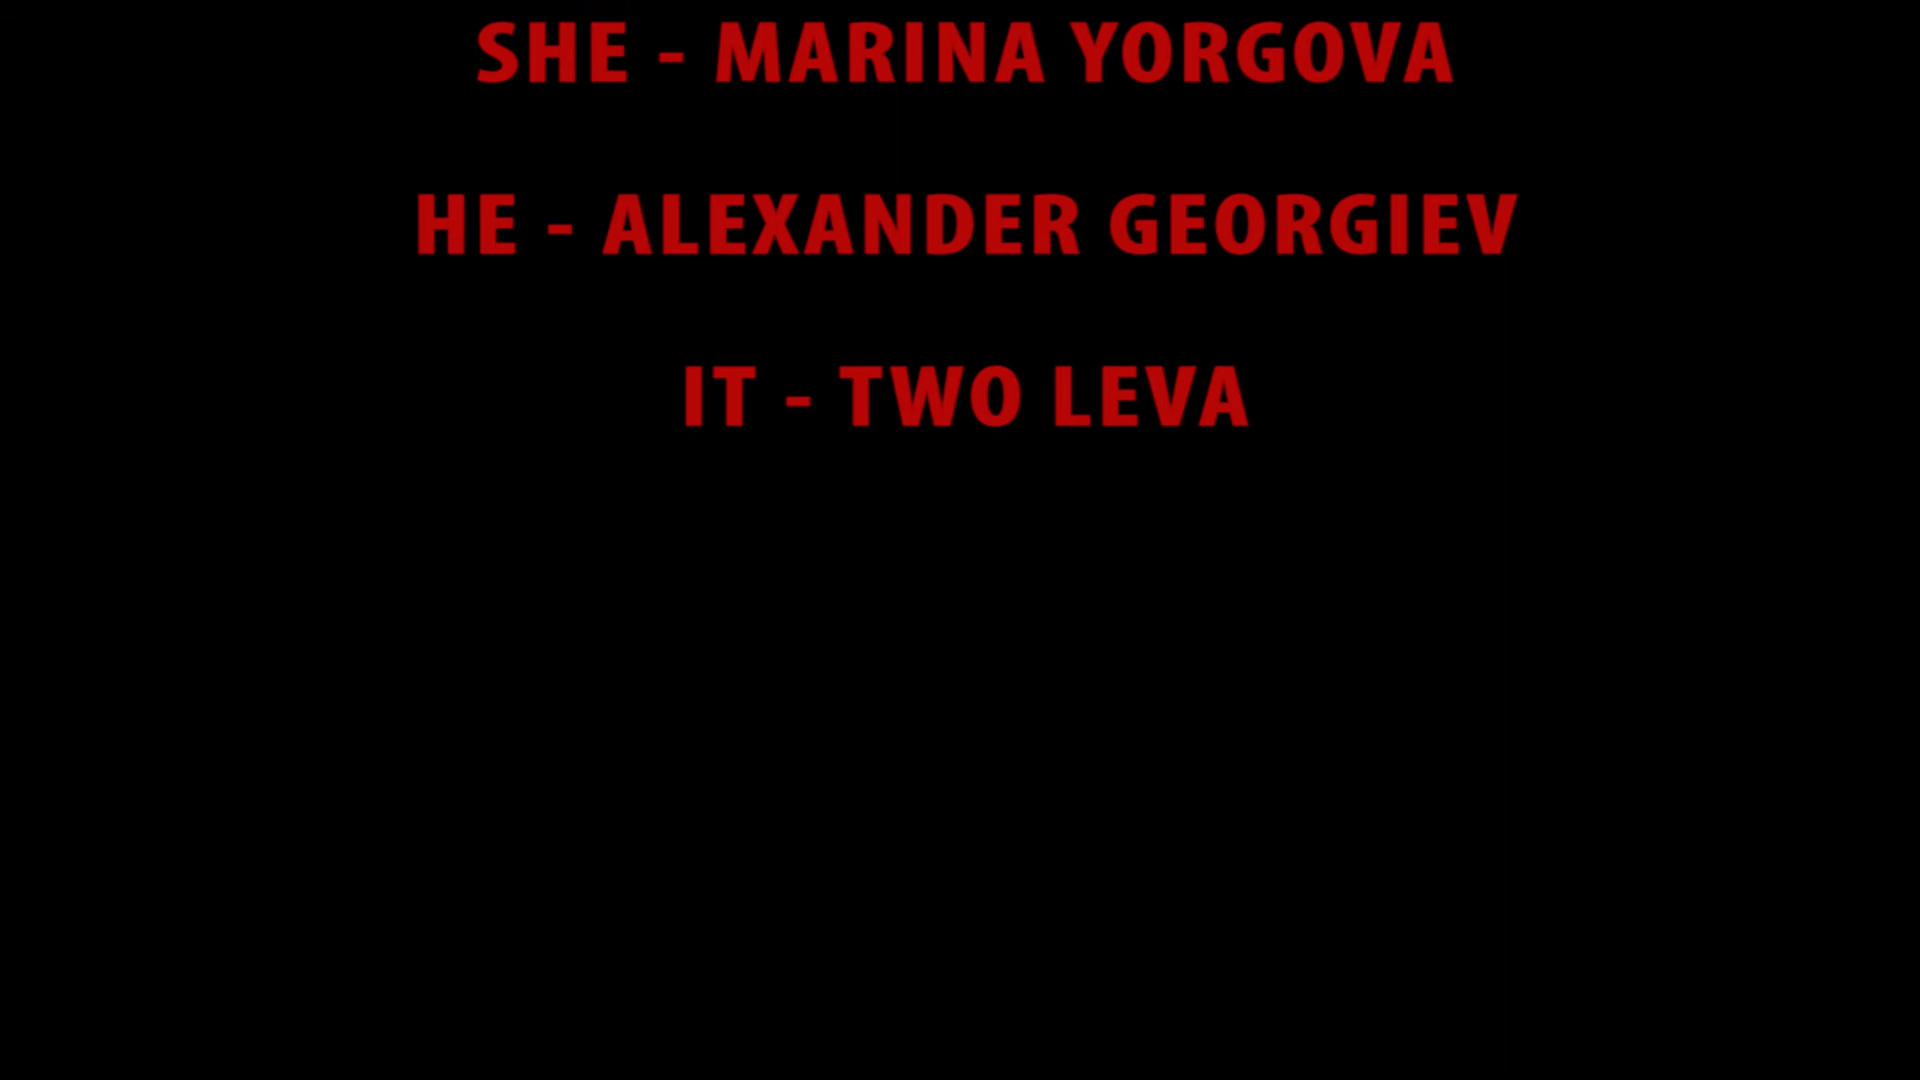 SHE - MARINA YORGOVA
HE - ALEXANDER GEORGIEV
IT - TWO LEVA